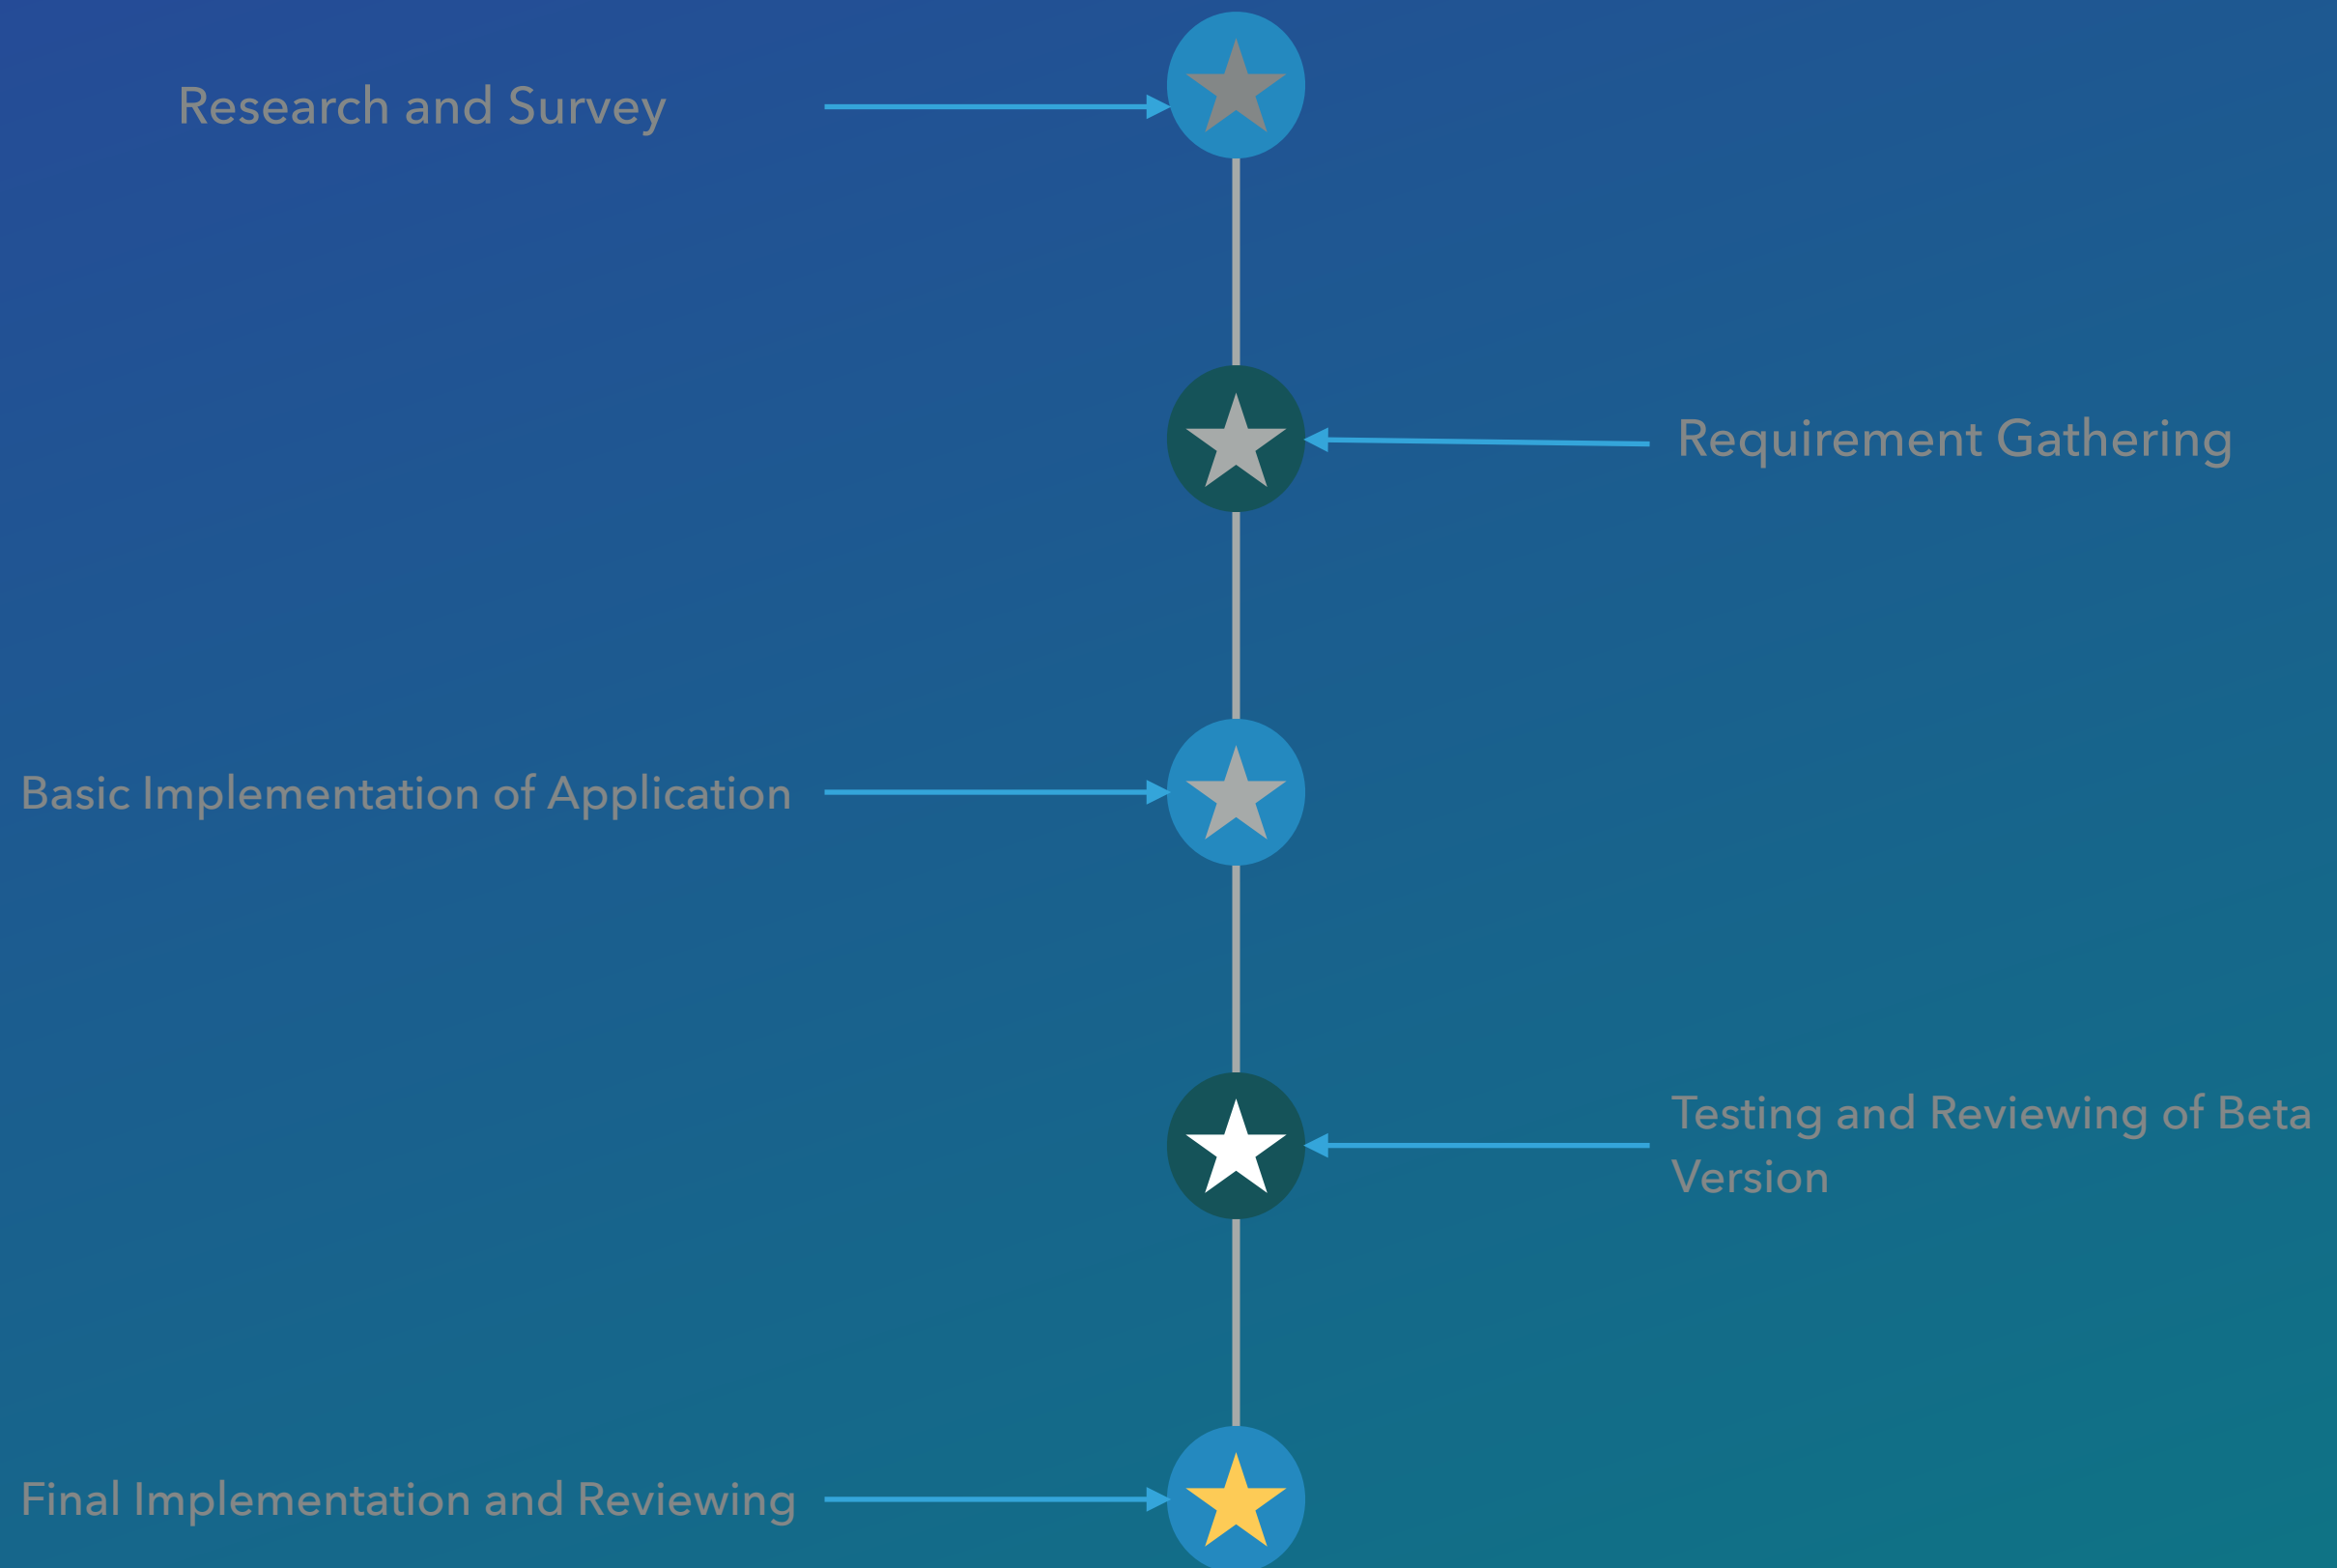 Research and Survey
Requirement Gathering
Basic Implementation of Application
Testing and Reviewing of Beta
Version
Final Implementation and Reviewing